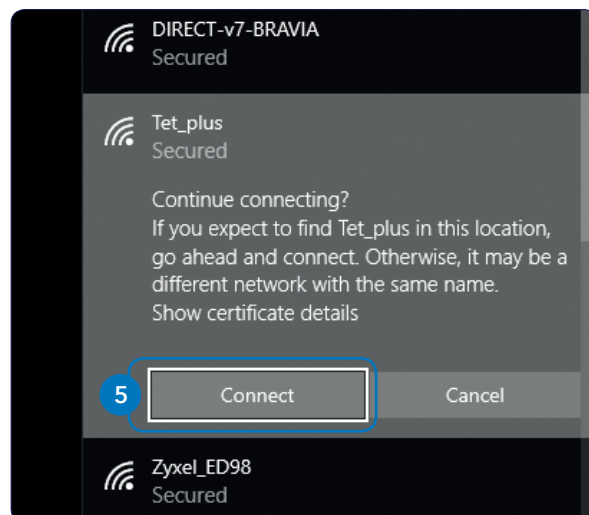 DIRECT-v7-BRAVIA
Secured
Tet_plus
Secured
Continue connecting?
If you expect to find Tet_plus in this location,
go ahead and connect. Otherwise, it may be a
different network with the same name.
Show certificate details
5 Connect Cancel
Zyxel_ED98
Secured